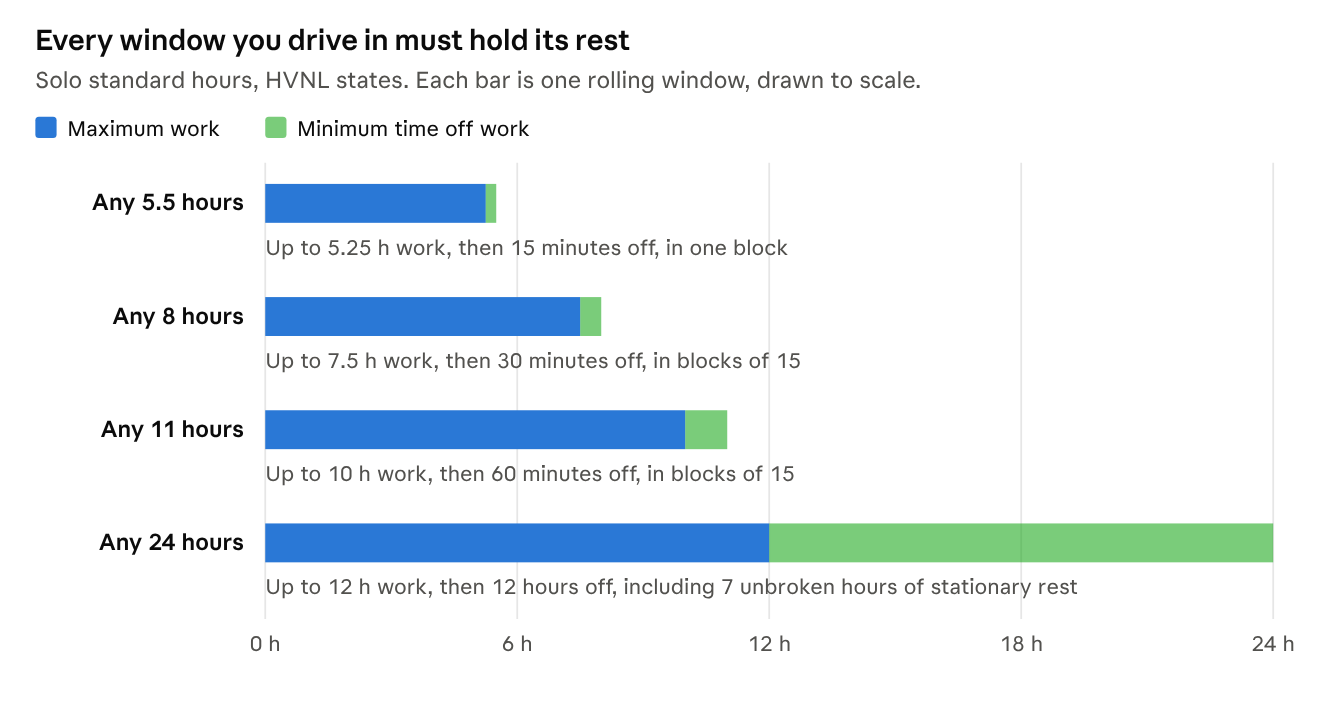 Every window you drive in must hold its rest
Solo standard hours, HVNL states. Each bar is one rolling window, drawn to scale.
Maximum work
Minimum time off work
Any 5.5 hours
Up to 5.25 h work, then 15 minutes off, in one block
Any 8 hours
Up to 7.5 h work, then 30 minutes off, in blocks of 15
Any 11 hours
Up to 10 h work, then 60 minutes off, in blocks of 15
Any 24 hours
Up to 12 h work, then 12 hours off, including 7 unbroken hours of stationary rest
0 h
6 h
12 h
18 h
24 h